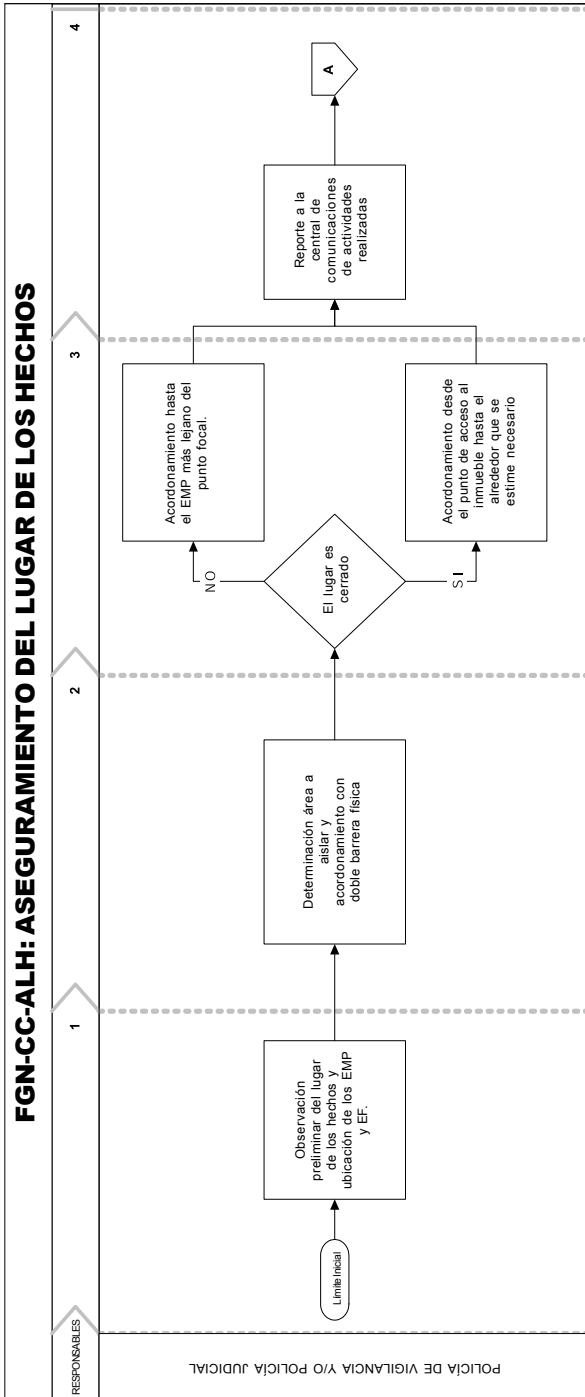 FGN-CC-ALH: ASEGURAMIENTO DEL LUGAR DE LOS HECHOS
RESPONSABLES
1
2
3
4
POLICÍA DE VIGILANCIA Y/O POLICÍA JUDICIAL
Límite Inicial
Observación
preliminar del lugar
de los hechos y
ubicación de los EMP
y EF.
Determinación área a
aislar y
acordonamiento con
doble barrera física
El lugar es
cerrado
NO
SI
Acordonamiento hasta
el EMP más lejano del
punto focal.
Acordonamiento desde
el punto de acceso al
inmueble hasta el
alrededor que se
estime necesario
Reporte a la
central de
comunicaciones
de actividades
realizadas
A